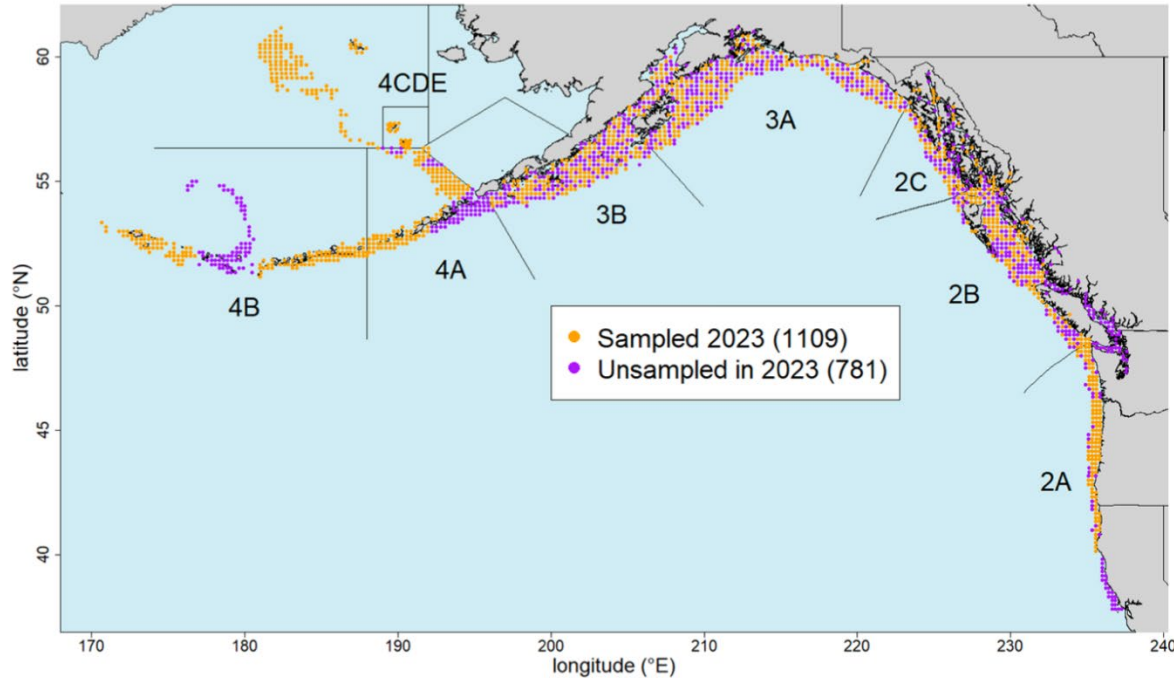 60
55
50
45
40
latitude (°N)
4CDE
3A
2C
3B
4A
4B
2B
2A
Sampled 2023 (1109)
Unsampled in 2023 (781)
170
180
190
200
210
220
230
240
longitude (°E)